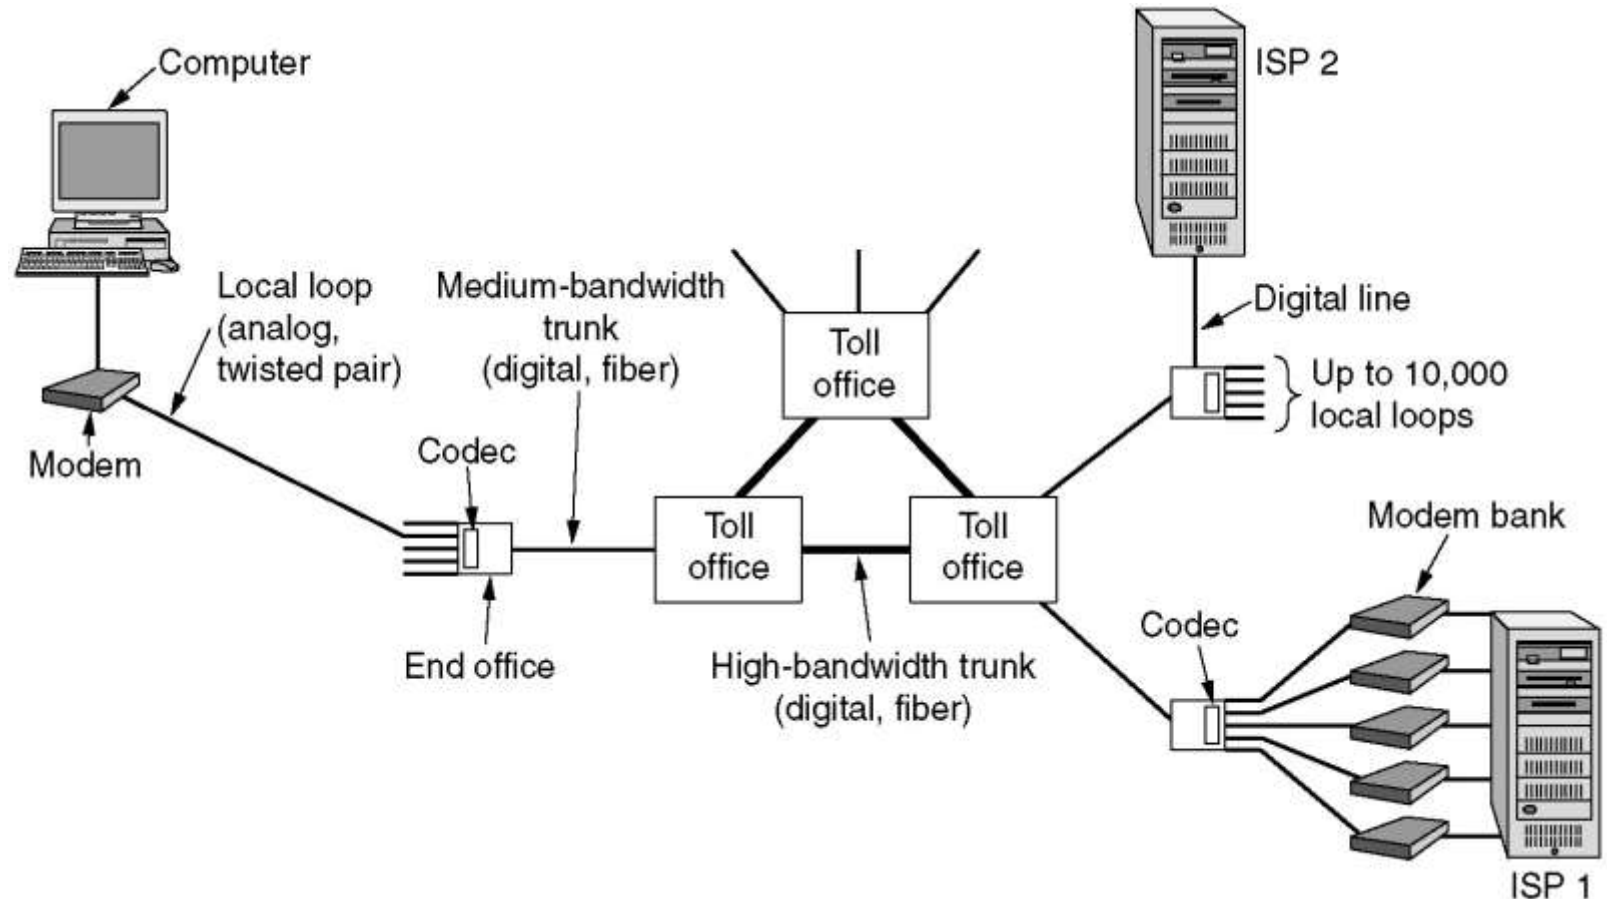 Computer
ISP 2
Local loop
(analog,
twisted pair)
Medium-bandwidth
trunk
(digital, fiber)
Digital line
Toll
office
Up to 10,000
local loops
Modem
Codec
Toll
office
Toll
office
Modem bank
End office
High-bandwidth trunk
(digital, fiber)
Codec
ISP 1